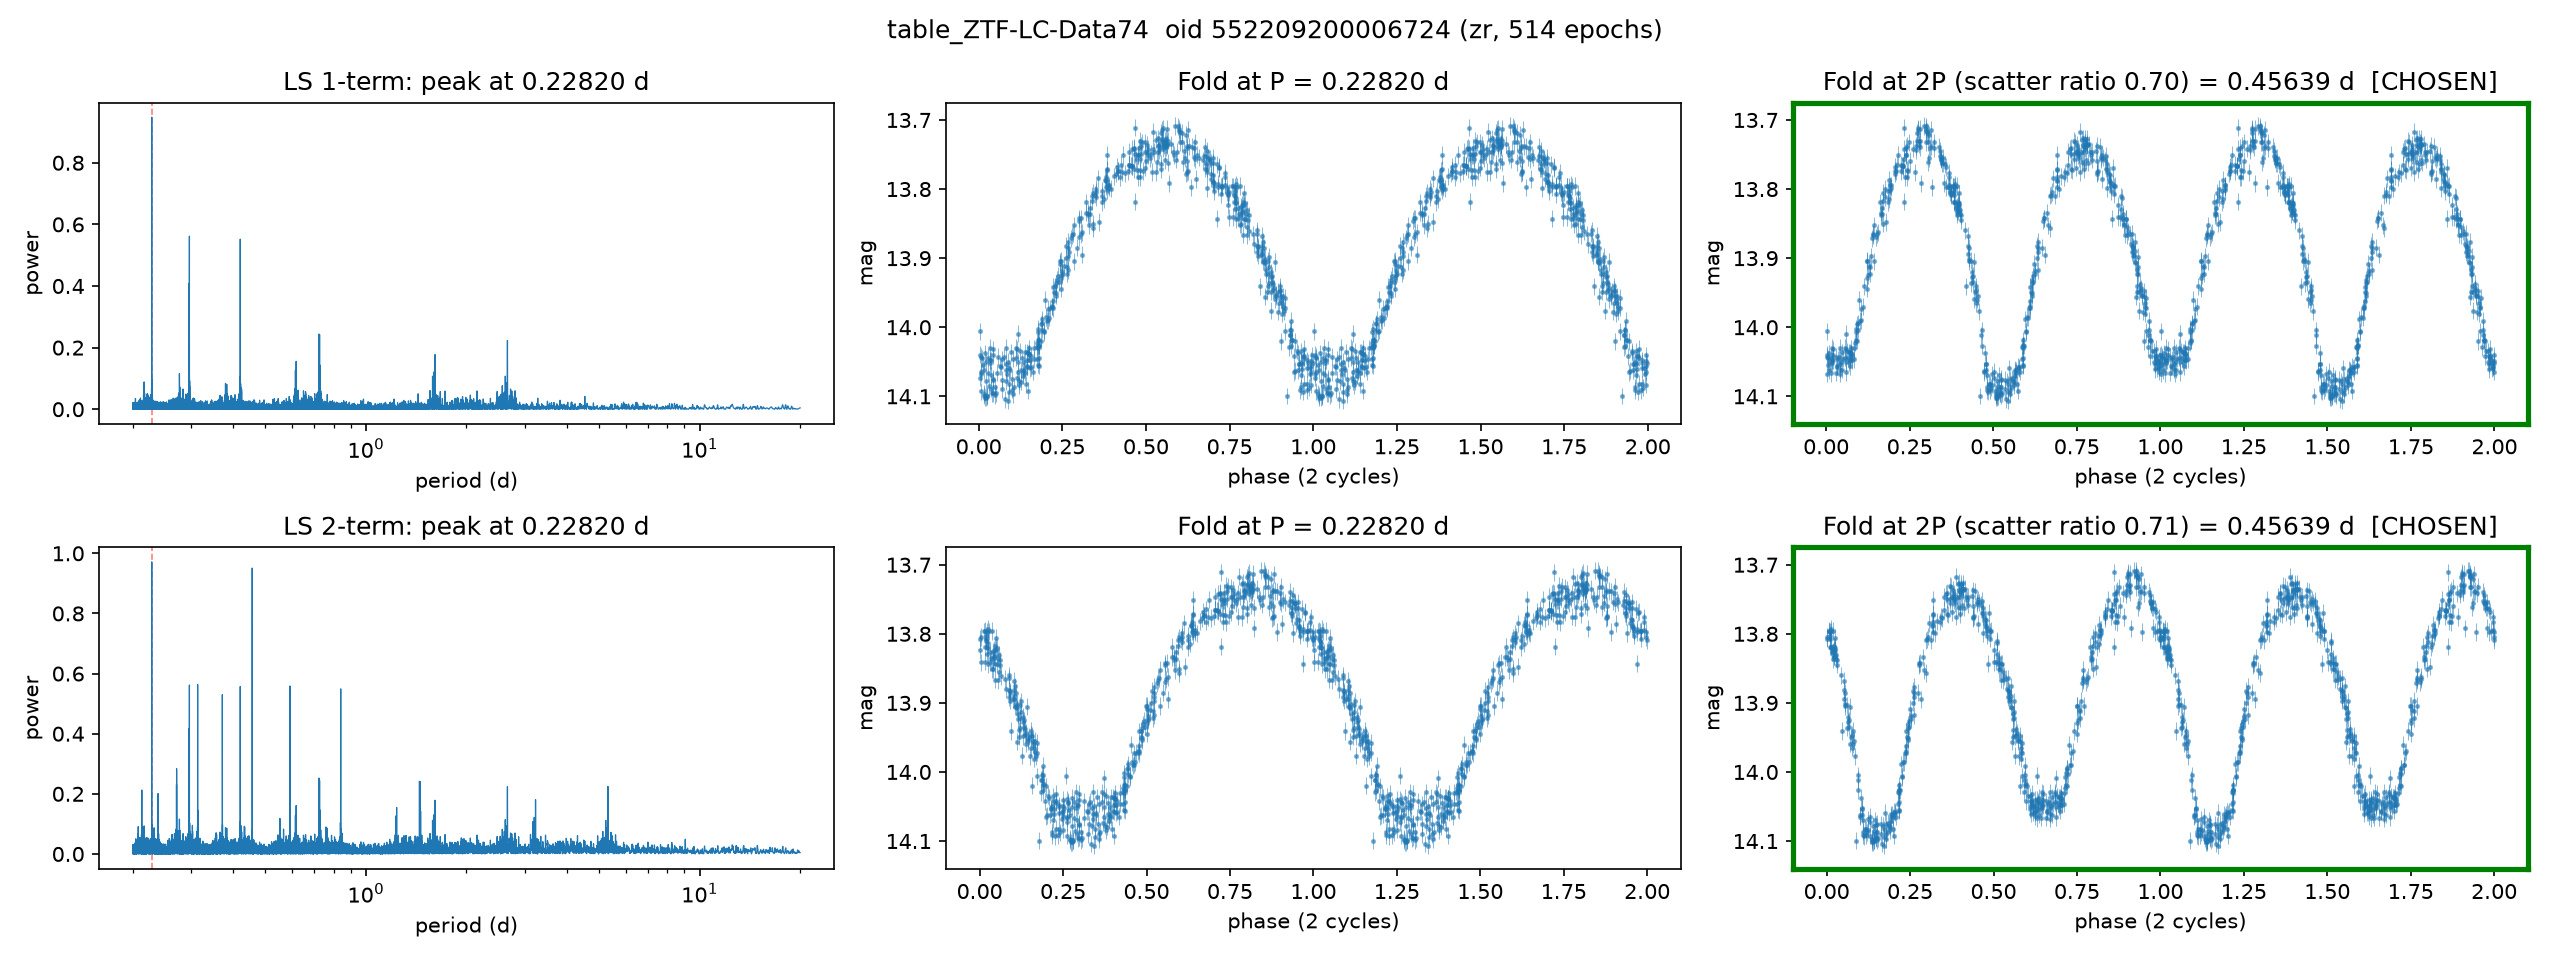 table_ZTF-LC-Data74  oid 552209200006724 (zr, 514 epochs)
LS 1-term: peak at 0.22820 d
power
0.8
0.6
0.4
0.2
0.0
10⁰
10¹
period (d)
Fold at P = 0.22820 d
mag
13.7
13.8
13.9
14.0
14.1
0.00 0.25 0.50 0.75 1.00 1.25 1.50 1.75 2.00
phase (2 cycles)
Fold at 2P (scatter ratio 0.70) = 0.45639 d  [CHOSEN]
mag
13.7
13.8
13.9
14.0
14.1
0.00 0.25 0.50 0.75 1.00 1.25 1.50 1.75 2.00
phase (2 cycles)
LS 2-term: peak at 0.22820 d
power
1.0
0.8
0.6
0.4
0.2
0.0
10⁰
10¹
period (d)
Fold at P = 0.22820 d
mag
13.7
13.8
13.9
14.0
14.1
0.00 0.25 0.50 0.75 1.00 1.25 1.50 1.75 2.00
phase (2 cycles)
Fold at 2P (scatter ratio 0.71) = 0.45639 d  [CHOSEN]
mag
13.7
13.8
13.9
14.0
14.1
0.00 0.25 0.50 0.75 1.00 1.25 1.50 1.75 2.00
phase (2 cycles)